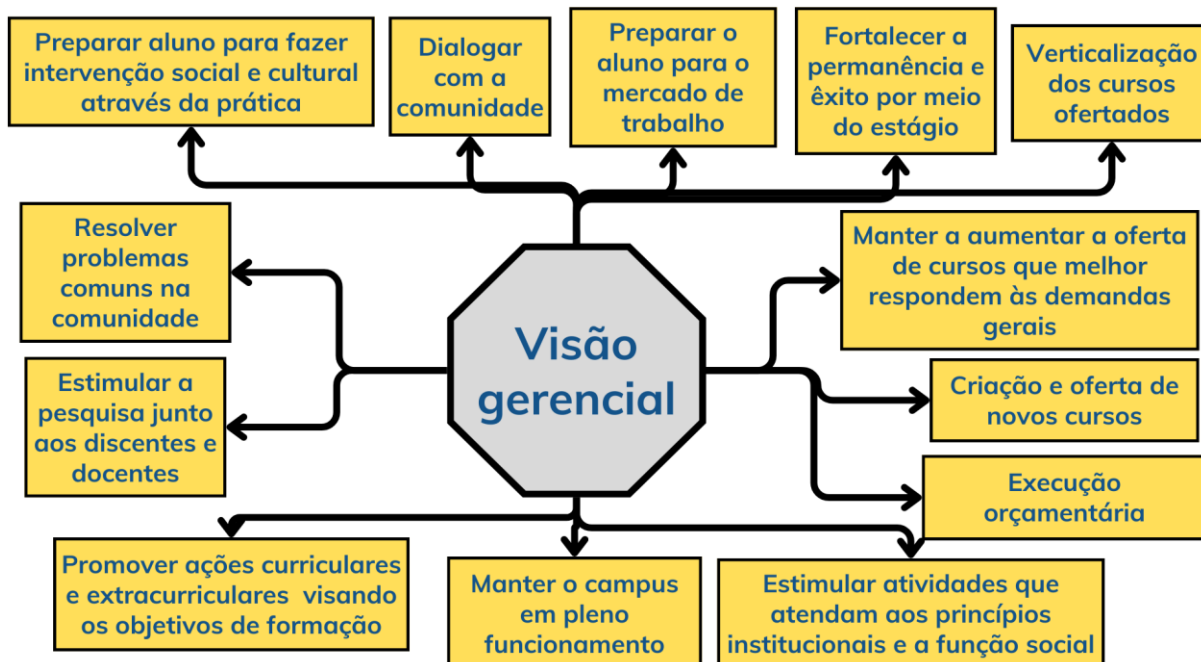 Preparar aluno para fazer
intervenção social e cultural
através da prática
Dialogar
com a
comunidade
Preparar o
aluno para o
mercado de
trabalho
Fortalecer a
permanência e
êxito por meio
do estágio
Verticalização
dos cursos
ofertados
Resolver
problemas
comuns na
comunidade
Manter a aumentar a oferta
de cursos que melhor
respondem às demandas
gerais
Visão
gerencial
Estimular a
pesquisa junto
aos discentes e
docentes
Criação e oferta de
novos cursos
Execução
orçamentária
Promover ações curriculares
e extracurriculares visando
os objetivos de formação
Manter o campus
em pleno
funcionamento
Estimular atividades que
atendam aos princípios
institucionais e a função social